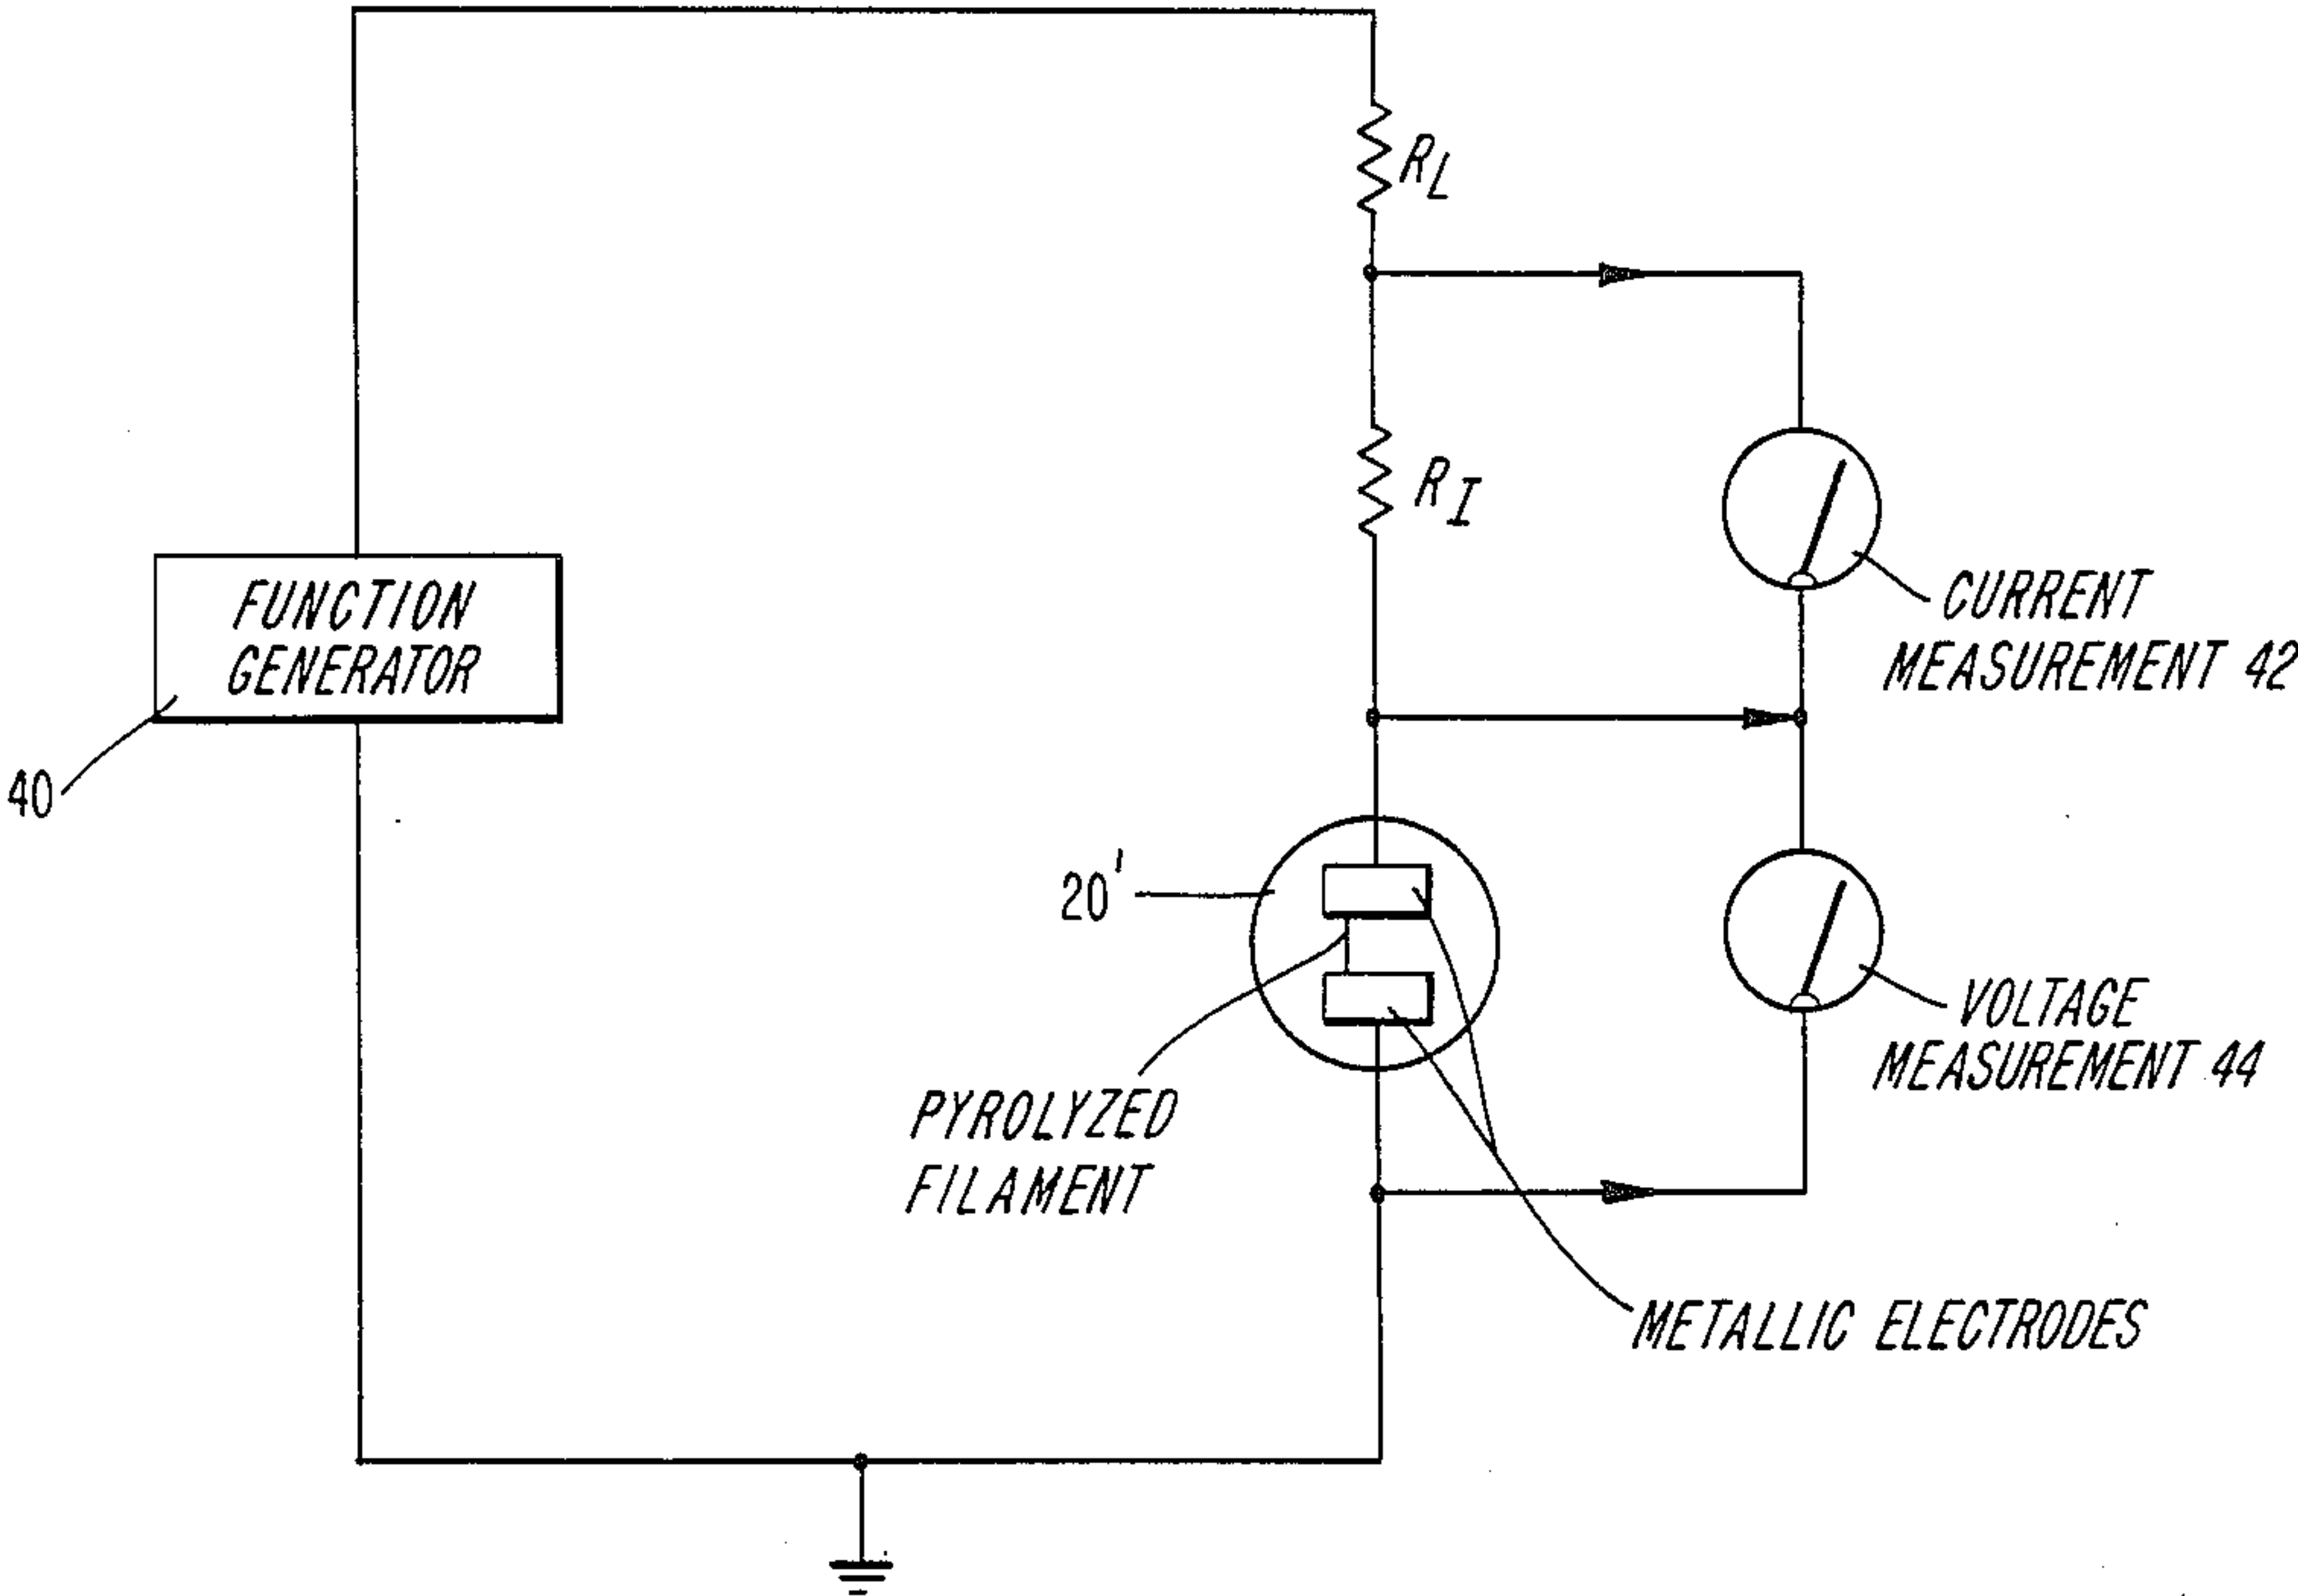 R_L
R_I
FUNCTION
GENERATOR
40
CURRENT
MEASUREMENT 42
20'
VOLTAGE
MEASUREMENT 44
PYROLYZED
FILAMENT
METALLIC ELECTRODES